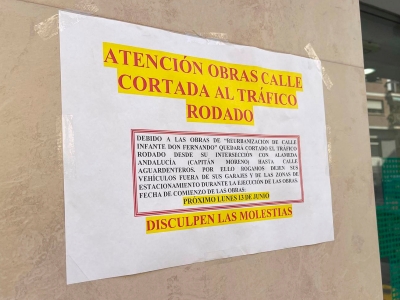 ATENCIÓN OBRAS CALLE
CORTADA AL TRÁFICO
RODADO
DEBIDO A LAS OBRAS DE "REURBANIZACION DE CALLE
INFANTE DON FERNANDO" QUEDARÁ CORTADO EL TRÁFICO
RODADO DESDE SU INTERSECCIÓN CON ALAMEDA
ANDALUCÍA (CAPITÁN MORENO) HASTA CALLE
AGUARDENTEROS, POR ELLO ROGAMOS DEJEN SUS
VEHÍCULOS FUERA DE SUS GARAJES Y DE LAS ZONAS DE
ESTACIONAMIENTO DURANTE LA EJECUCIÓN DE LAS OBRAS.
FECHA DE COMIENZO DE LAS OBRAS:
PRÓXIMO LUNES 13 DE JUNIO
DISCULPEN LAS MOLESTIAS